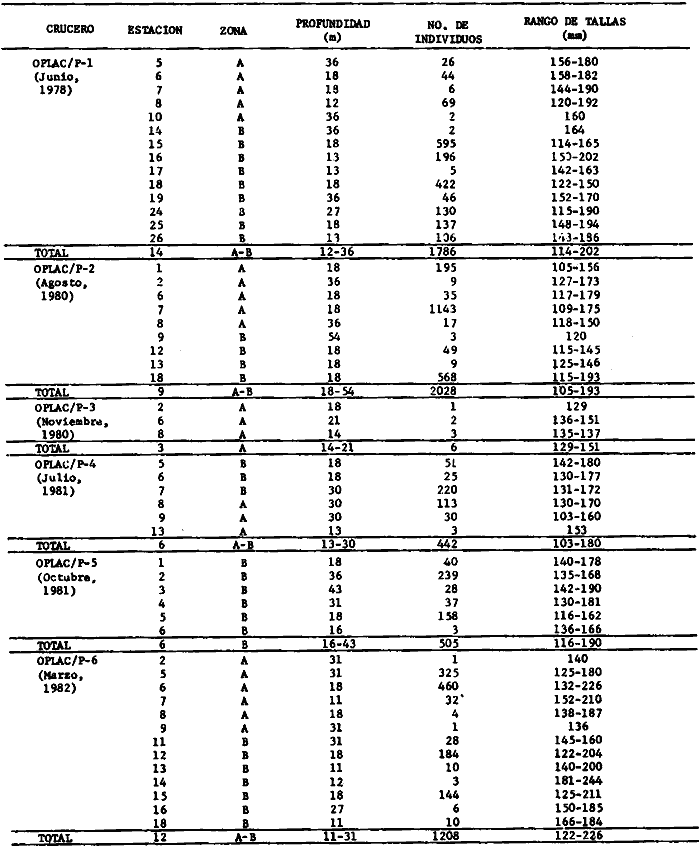 CRUCERO ESTACION ZONA PROFUNDIDAD (m) NO. DE INDIVIDUOS RANGO DE TALLAS (mm)
OPLAC/P-1 5 A 36 26 156-180
(Junio, 6 A 18 44 158-182
1978) 7 A 18 6 144-190
8 A 12 69 120-192
10 A 36 2 160
14 B 36 2 164
15 B 18 595 114-165
16 B 13 196 150-202
17 B 13 5 142-163
18 B 18 422 122-150
19 B 36 46 152-170
24 B 27 130 115-190
25 B 18 137 148-194
26 B 13 106 143-186
TOTAL 14 A-B 12-36 1786 114-202
OPLAC/P-2 1 A 18 195 105-156
(Agosto, 2 A 36 9 127-173
1980) 6 A 18 35 117-179
7 A 18 1143 109-175
8 A 36 17 118-150
9 B 54 3 120
12 B 18 49 115-145
13 B 18 9 125-146
18 B 18 568 115-193
TOTAL 9 A-B 18-54 2028 105-193
OPLAC/P-3 2 A 18 1 129
(Noviembre, 6 A 21 2 136-151
1980) 8 A 14 3 135-137
TOTAL 3 A 14-21 6 129-151
OPLAC/P-4 5 B 18 51 142-180
(Julio, 6 B 18 25 130-177
1981) 7 B 30 220 131-172
8 A 30 113 130-170
9 A 30 30 103-160
13 A 13 3 153
TOTAL 6 A-B 13-30 442 103-180
OPLAC/P-5 1 B 18 40 140-178
(Octubre, 2 B 36 239 135-168
1981) 3 B 43 28 142-190
4 B 31 37 130-181
5 B 18 158 116-162
6 B 16 3 136-166
TOTAL 6 B 16-43 505 116-190
OPLAC/P-6 2 A 31 1 140
(Marzo, 5 A 31 325 125-180
1982) 6 A 18 460 132-226
7 A 11 32 152-210
8 A 18 4 138-187
9 A 31 1 136
11 B 31 28 145-160
12 B 18 184 122-204
13 B 11 10 140-200
14 B 12 3 181-244
15 B 18 144 125-211
16 B 27 6 150-185
18 B 11 10 166-184
TOTAL 12 A-B 11-31 1208 122-226